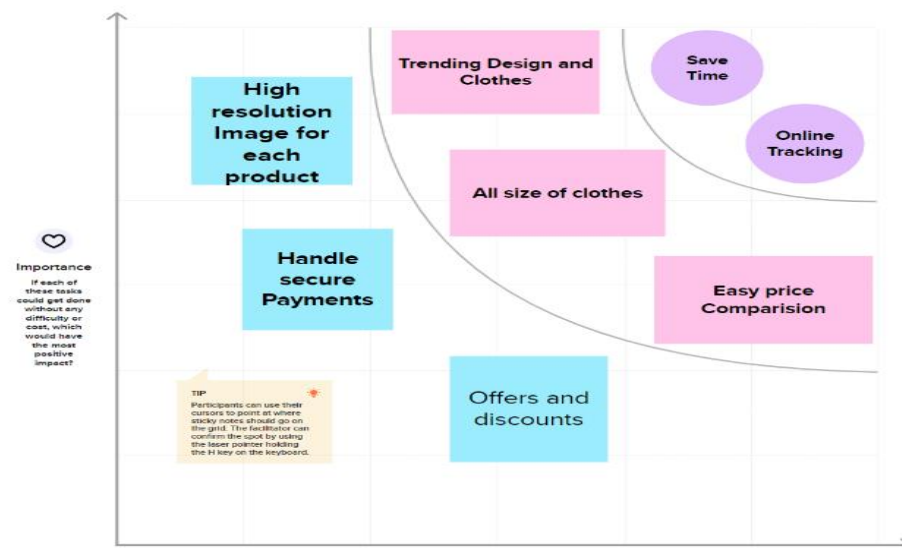 High
resolution
Image for
each
product
Trending Design and
Clothes
Save
Time
Online
Tracking
All size of clothes
Handle
secure
Payments
Easy price
Comparision
Importance
If each of
these tasks
could get done
without any
difficulty or
cost, which
would have
the most
positive
impact?
TIP
Participants can use their
cursors to point at where
sticky notes should go on
the grid. The facilitator can
confirm the spot by using
the laser pointer holding
the H key on the keyboard.
Offers and
discounts